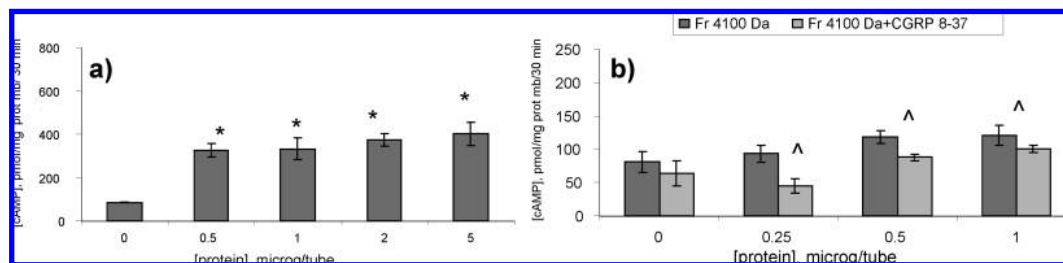 Fr 4100 Da Fr 4100 Da+CGRP 8-37
a)
[cAMP], pmol/mg prot mb/ 30 min
800
600
400
200
0
* * * *
0 0.5 1 2 5
[protein], microg/tube
b)
[cAMP], pmol/mg prot mb/30 min
250
200
150
100
50
0
^ ^ ^
0 0.25 0.5 1
[protein], microg/tube